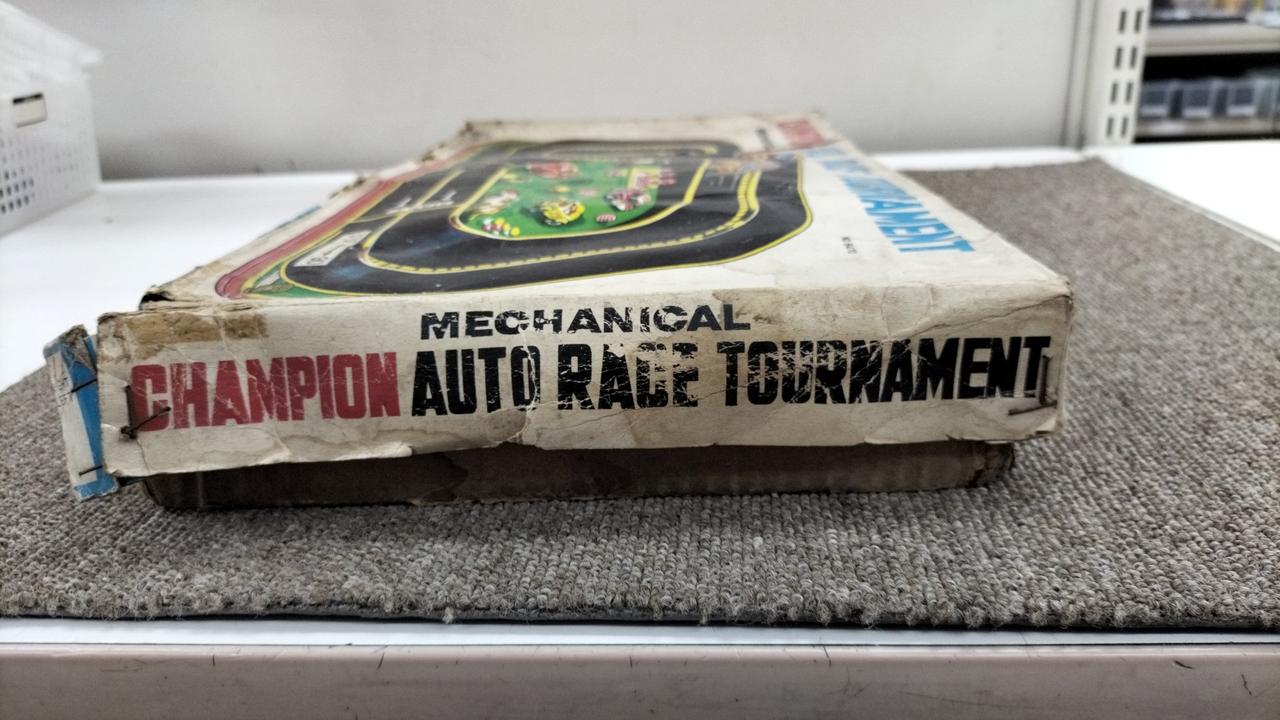 MECHANICAL
CHAMPION AUTO RACE TOURNAMENT